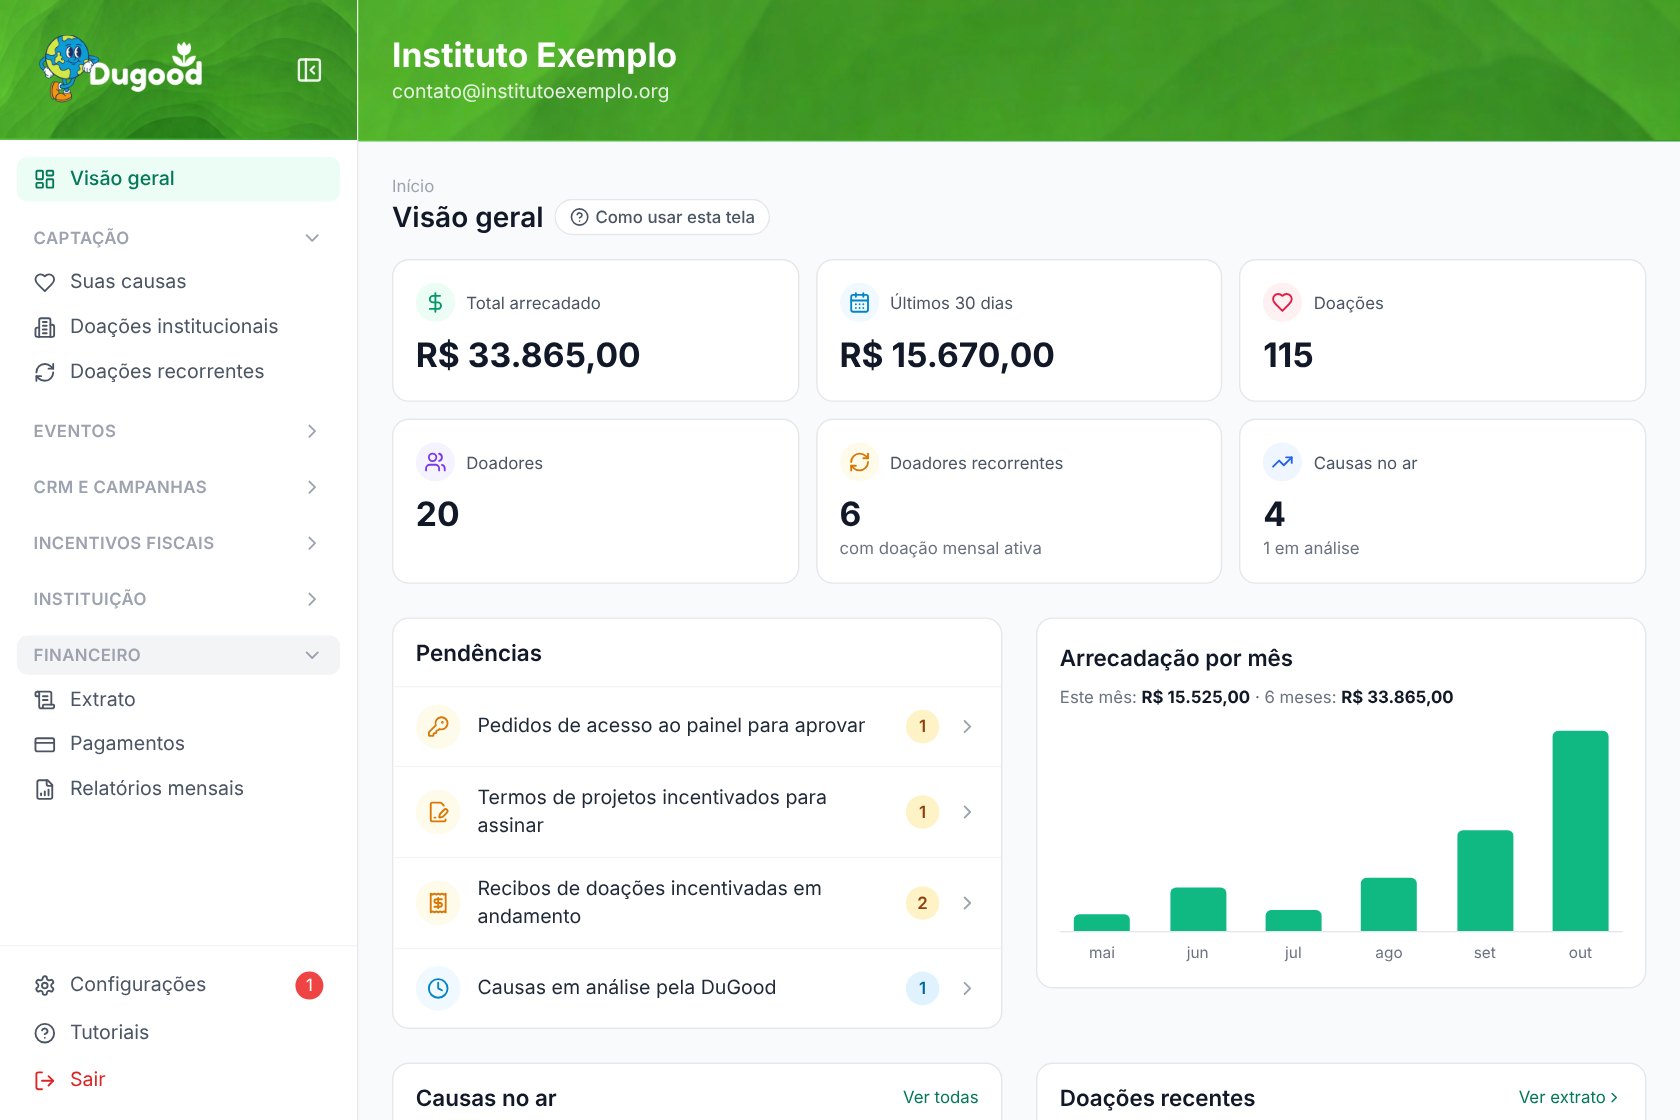 Dugood
Visão geral
CAPTAÇÃO
Suas causas
Doações institucionais
Doações recorrentes
EVENTOS
CRM E CAMPANHAS
INCENTIVOS FISCAIS
INSTITUIÇÃO
FINANCEIRO
Extrato
Pagamentos
Relatórios mensais
Configurações 1
Tutoriais
Sair
Instituto Exemplo
contato@institutoexemplo.org
Início
Visão geral
Como usar esta tela
Total arrecadado
R$ 33.865,00
Últimos 30 dias
R$ 15.670,00
Doações
115
Doadores
20
Doadores recorrentes
6
com doação mensal ativa
Causas no ar
4
1 em análise
Pendências
Pedidos de acesso ao painel para aprovar 1
Termos de projetos incentivados para
assinar
1
Recibos de doações incentivadas em
andamento
2
Causas em análise pela DuGood 1
Arrecadação por mês
Este mês: R$ 15.525,00 · 6 meses: R$ 33.865,00
mai jun jul ago set out
Causas no ar Ver todas
Doações recentes Ver extrato